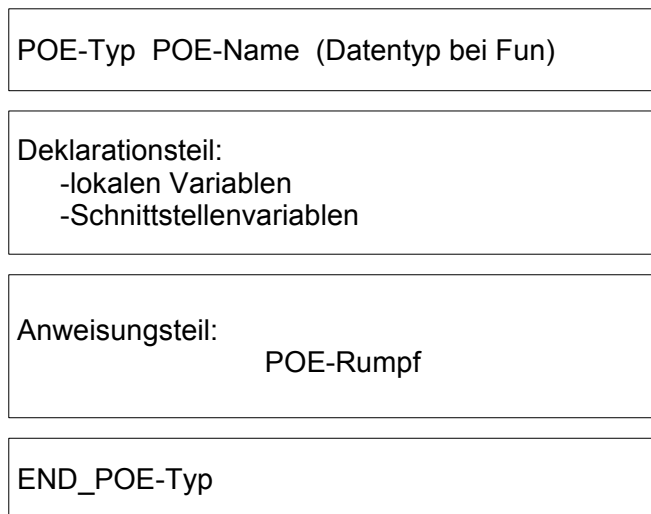 POE-Typ POE-Name (Datentyp bei Fun)
Deklarationsteil:
-lokalen Variablen
-Schnittstellenvariablen
Anweisungsteil:
POE-Rumpf
END_POE-Typ